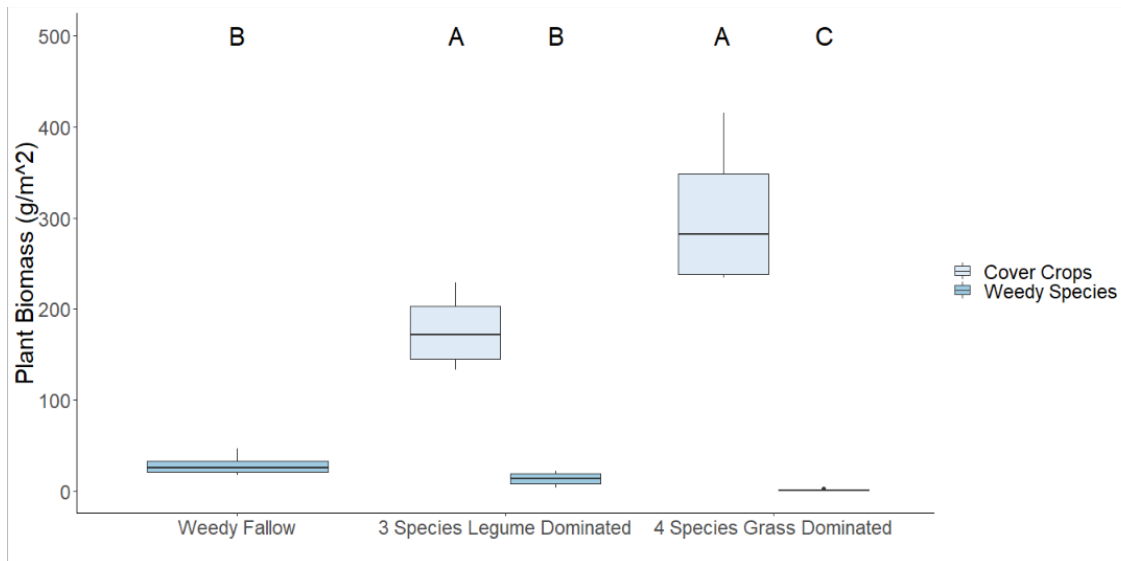 Plant Biomass (g/m^2)
500
400
300
200
100
0
B
A
B
A
C
Weedy Fallow
3 Species Legume Dominated
4 Species Grass Dominated
Cover Crops
Weedy Species